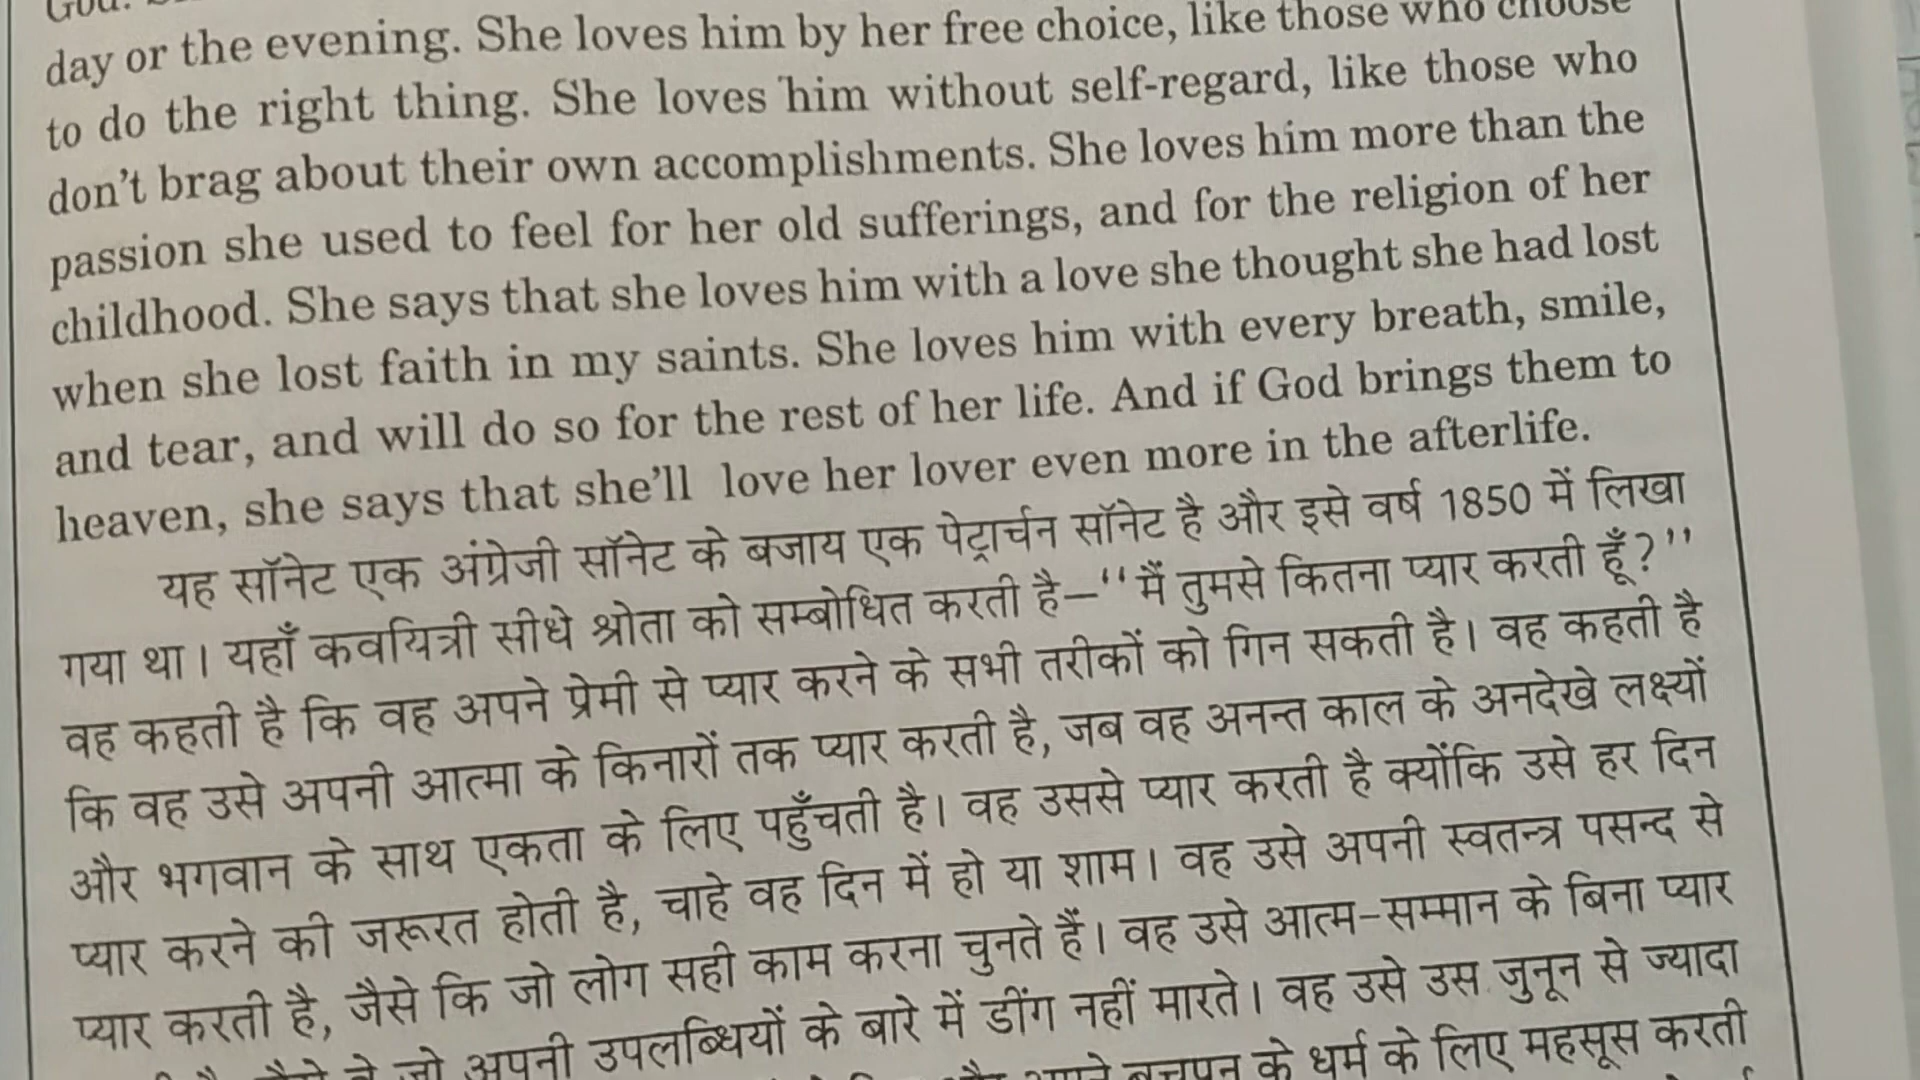 God.
day or the evening. She loves him by her free choice, like those who choose
to do the right thing. She loves him without self-regard, like those who
don't brag about their own accomplishments. She loves him more than the
passion she used to feel for her old sufferings, and for the religion of her
childhood. She says that she loves him with a love she thought she had lost
when she lost faith in my saints. She loves him with every breath, smile,
and tear, and will do so for the rest of her life. And if God brings them to
heaven, she says that she'll love her lover even more in the afterlife.
यह सॉनेट एक अंग्रेजी सॉनेट के बजाय एक पेट्रार्चन सॉनेट है और इसे वर्ष 1850 में लिखा
गया था। यहाँ कवयित्री सीधे श्रोता को सम्बोधित करती है–"मैं तुमसे कितना प्यार करती हूँ?"
वह कहती है कि वह अपने प्रेमी से प्यार करने के सभी तरीकों को गिन सकती है। वह कहती है
कि वह उसे अपनी आत्मा के किनारों तक प्यार करती है, जब वह अनन्त काल के अनदेखे लक्ष्यों
और भगवान के साथ एकता के लिए पहुँचती है। वह उससे प्यार करती है क्योंकि उसे हर दिन
प्यार करने की जरूरत होती है, चाहे वह दिन में हो या शाम। वह उसे अपनी स्वतन्त्र पसन्द से
प्यार करती है, जैसे कि जो लोग सही काम करना चुनते हैं। वह उसे आत्म-सम्मान के बिना प्यार
जो अपनी उपलब्धियों के बारे में डींग नहीं मारते। वह उसे उस जुनून से ज्यादा
बचपन के धर्म के लिए महसूस करती